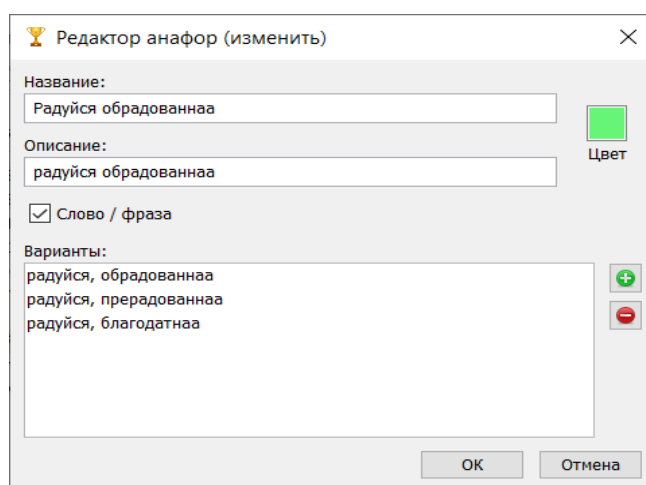 Редактор анафор (изменить)
Название:
Радуйся обрадованнаа
Описание:
радуйся обрадованнаа
Цвет
Слово / фраза
Варианты:
радуйся, обрадованнаа
радуйся, прерадованнаа
радуйся, благодатнаа
ОК Отмена